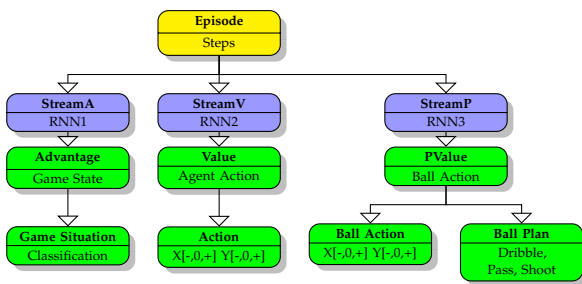 Episode
Steps
StreamA
RNN1
StreamV
RNN2
StreamP
RNN3
Advantage
Game State
Value
Agent Action
PValue
Ball Action
Game Situation
Classification
Action
X[-,0,+] Y[-,0,+]
Ball Action
X[-,0,+] Y[-,0,+]
Ball Plan
Dribble,
Pass, Shoot